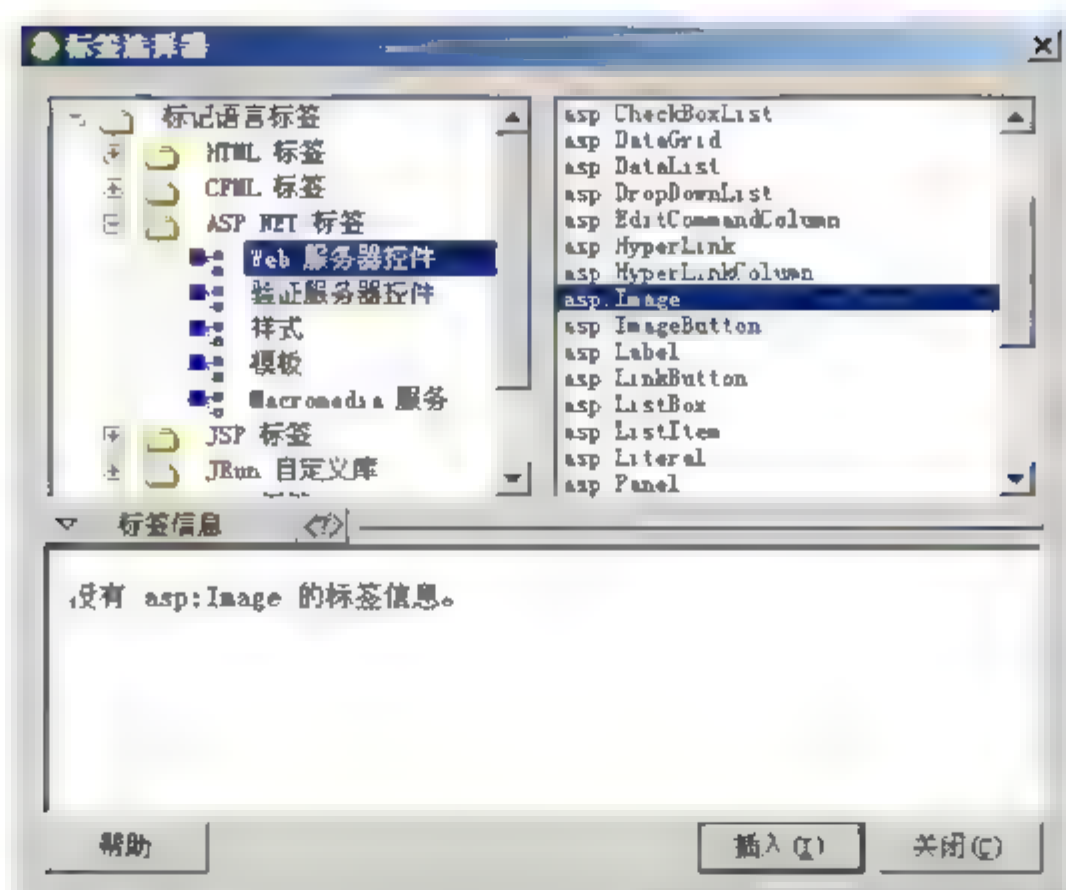 标签选择器
标记语言标签
HTML 标签
CFML 标签
ASP NET 标签
Web 服务器控件
验证服务器控件
样式
模板
Macromedia 服务
JSP 标签
JRun 自定义库
asp CheckBoxList
asp DataGrid
asp DataList
asp DropDownList
asp EditCommandColumn
asp HyperLink
asp HyperLinkColumn
asp.Image
asp ImageButton
asp Label
asp LinkButton
asp ListBox
asp ListItem
asp Literal
asp Panel
标签信息 <?>
没有 asp:Image 的标签信息。
帮助
插入(I)
关闭(C)